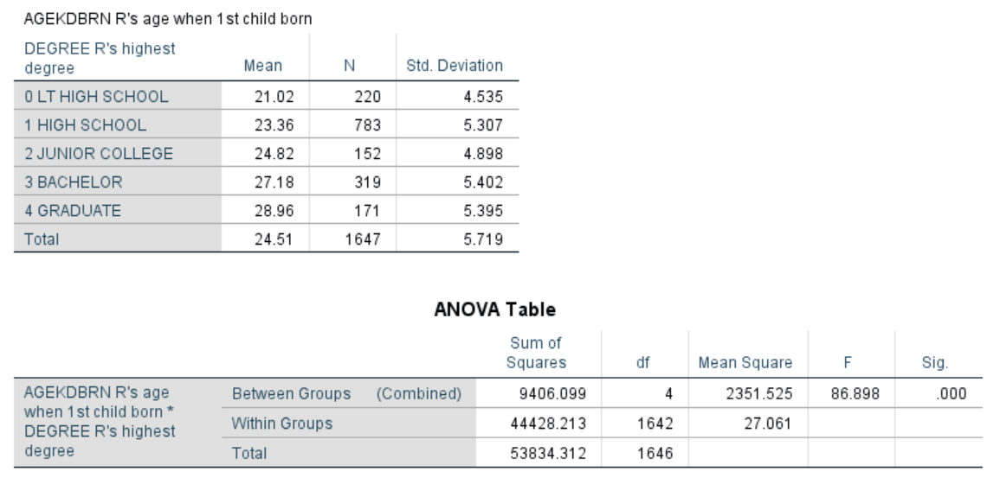 AGEKDBRN R's age when 1st child born
DEGREE R's highest
degree Mean N Std. Deviation
0 LT HIGH SCHOOL 21.02 220 4.535
1 HIGH SCHOOL 23.36 783 5.307
2 JUNIOR COLLEGE 24.82 152 4.898
3 BACHELOR 27.18 319 5.402
4 GRADUATE 28.96 171 5.395
Total 24.51 1647 5.719
ANOVA Table
Sum of
Squares df Mean Square F Sig.
AGEKDBRN R's age
when 1st child born *
DEGREE R's highest
degree
Between Groups (Combined) 9406.099 4 2351.525 86.898 .000
Within Groups 44428.213 1642 27.061
Total 53834.312 1646